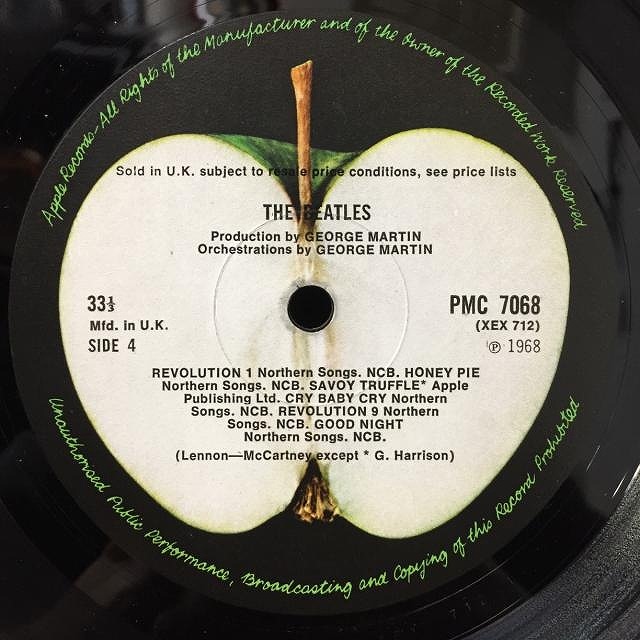 Apple Records—All Rights of the Manufacturer and of the Owner of the Recorded Work Reserved
Sold in U.K. subject to resale price conditions, see price lists
THE BEATLES
Production by GEORGE MARTIN
Orchestrations by GEORGE MARTIN
33⅓
Mfd. in U.K.
SIDE 4
PMC 7068
(XEX 712)
Ⓟ 1968
REVOLUTION 1 Northern Songs. NCB. HONEY PIE
Northern Songs. NCB. SAVOY TRUFFLE* Apple
Publishing Ltd. CRY BABY CRY Northern
Songs. NCB. REVOLUTION 9 Northern
Songs. NCB. GOOD NIGHT
Northern Songs. NCB.
(Lennon—McCartney except * G. Harrison)
Unauthorised Public Performance, Broadcasting and Copying of this Record Prohibited